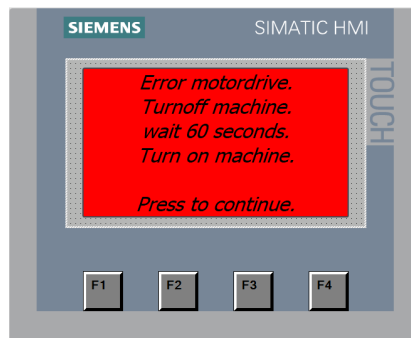 SIEMENS
SIMATIC HMI
TOUCH
Error motordrive.
Turnoff machine.
wait 60 seconds.
Turn on machine.
Press to continue.
F1
F2
F3
F4